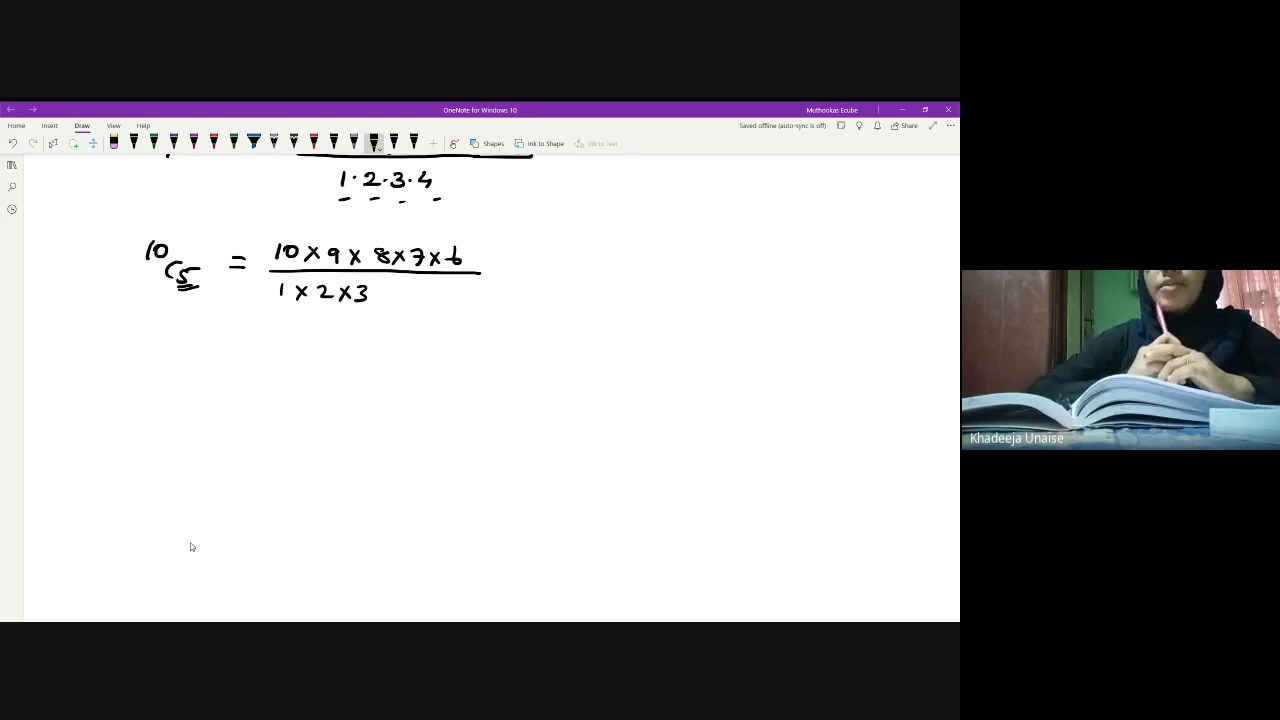 OneNote for Windows 10
Muthookas Ecube
Home Insert Draw View Help
Saved offline (auto-sync is off)
Share
Shapes
Ink to Shape
Ink to Text
1 · 2 · 3 · 4
10C5 = 10 × 9 × 8 × 7 × 6
1 × 2 × 3
Khadeeja Unaise